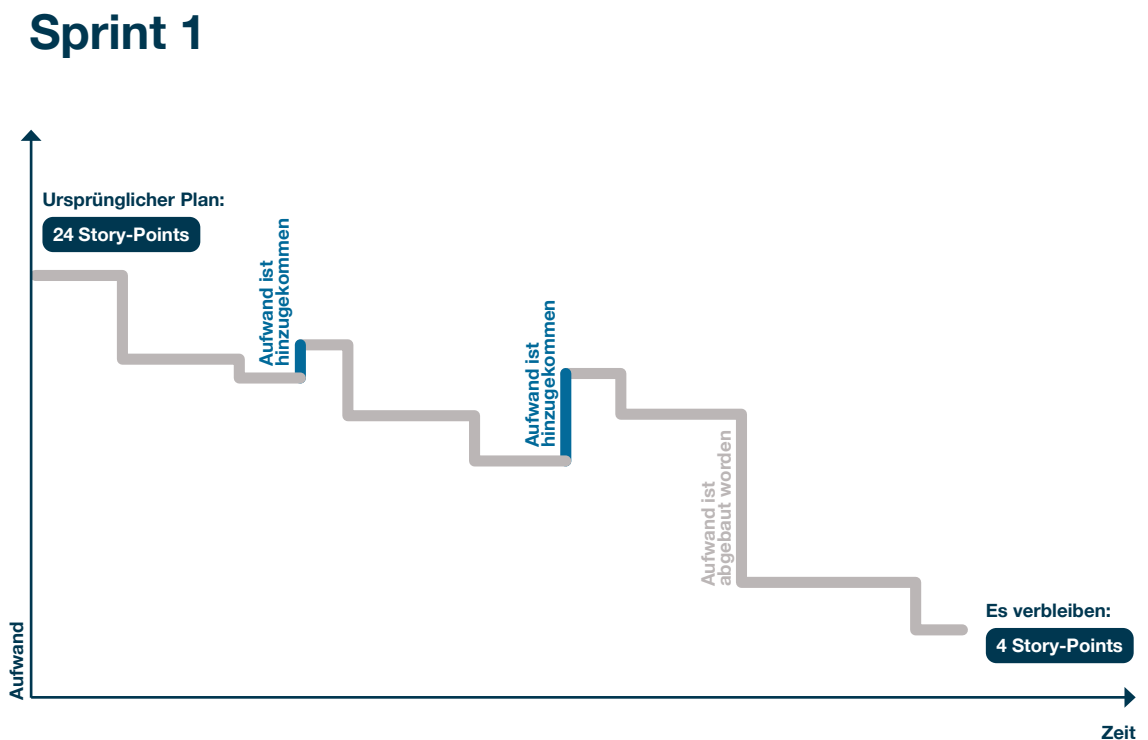 Sprint 1
Ursprünglicher Plan:
24 Story-Points
Aufwand ist
hinzugekommen
Aufwand ist
hinzugekommen
Aufwand ist
abgebaut worden
Es verbleiben:
4 Story-Points
Aufwand
Zeit